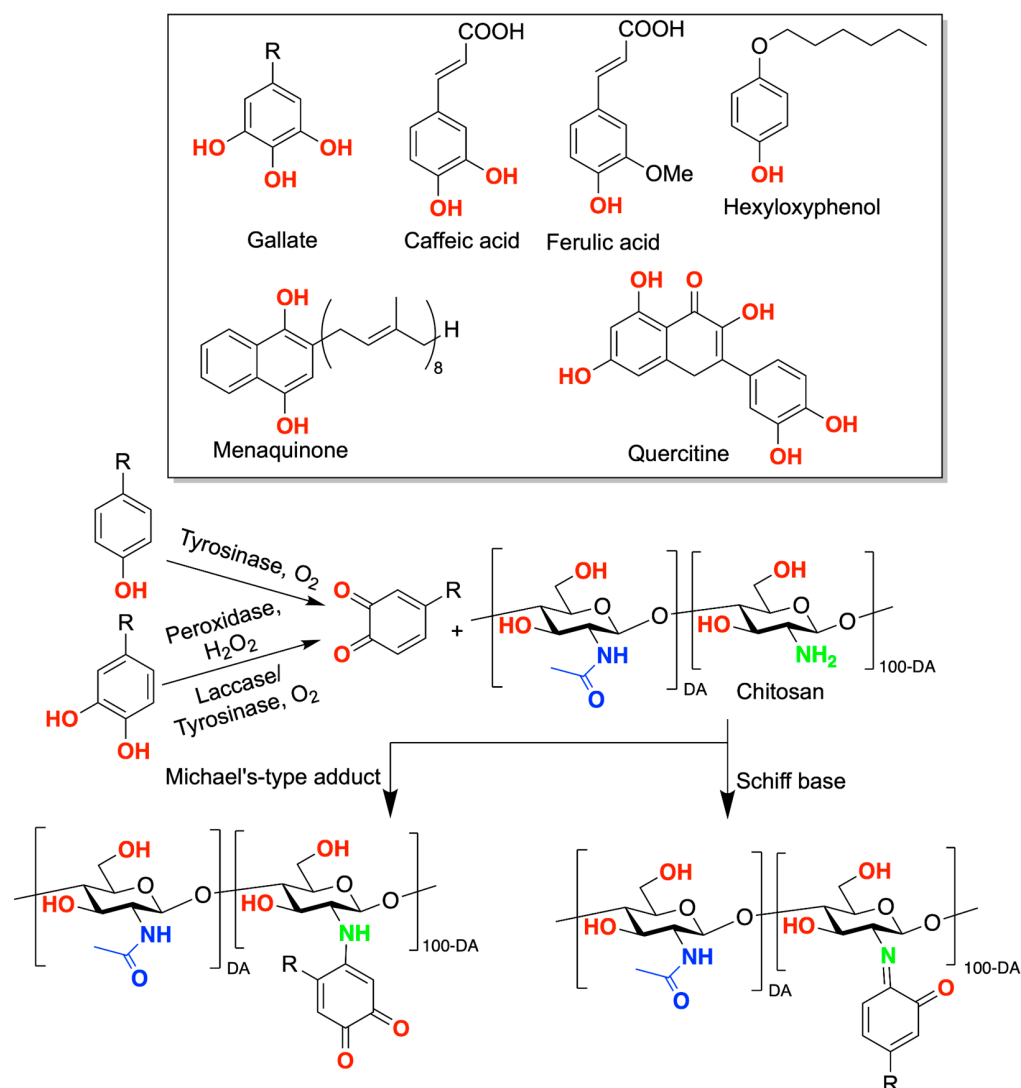 R
HO
OH
OH
Gallate
COOH
OH
OH
Caffeic acid
COOH
OMe
OH
Ferulic acid
O
OH
Hexyloxyphenol
OH
H
8
OH
Menaquinone
OH
O
OH
HO
OH
OH
Quercitine
R
OH
Tyrosinase, O2
R
HO
OH
Peroxidase,
H2O2
Laccase/
Tyrosinase, O2
O
O
R
+
OH
O
HO
NH
O
DA
O
OH
O
HO
NH2
O
100-DA
Chitosan
Michael's-type adduct
Schiff base
OH
O
HO
NH
O
DA
O
OH
O
HO
NH
O
100-DA
R
O
O
OH
O
HO
NH
O
DA
O
OH
O
HO
N
O
100-DA
O
R